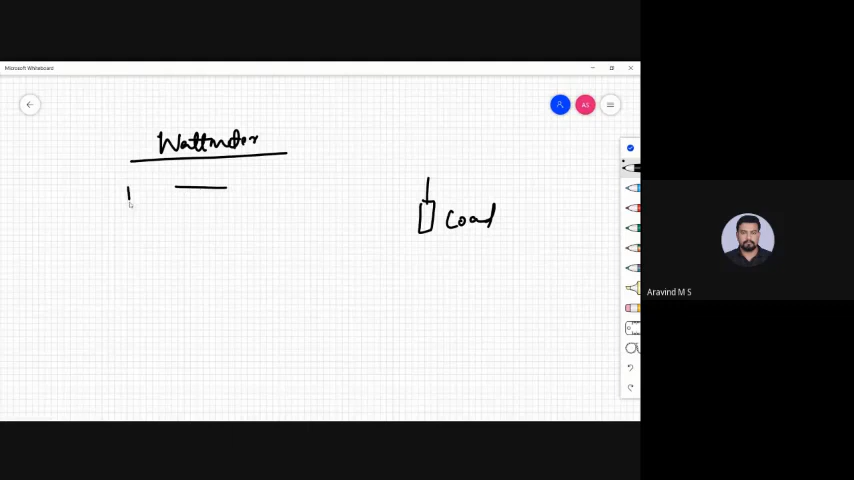 Microsoft Whiteboard
AS
Wattmeter
Load
Aravind M S